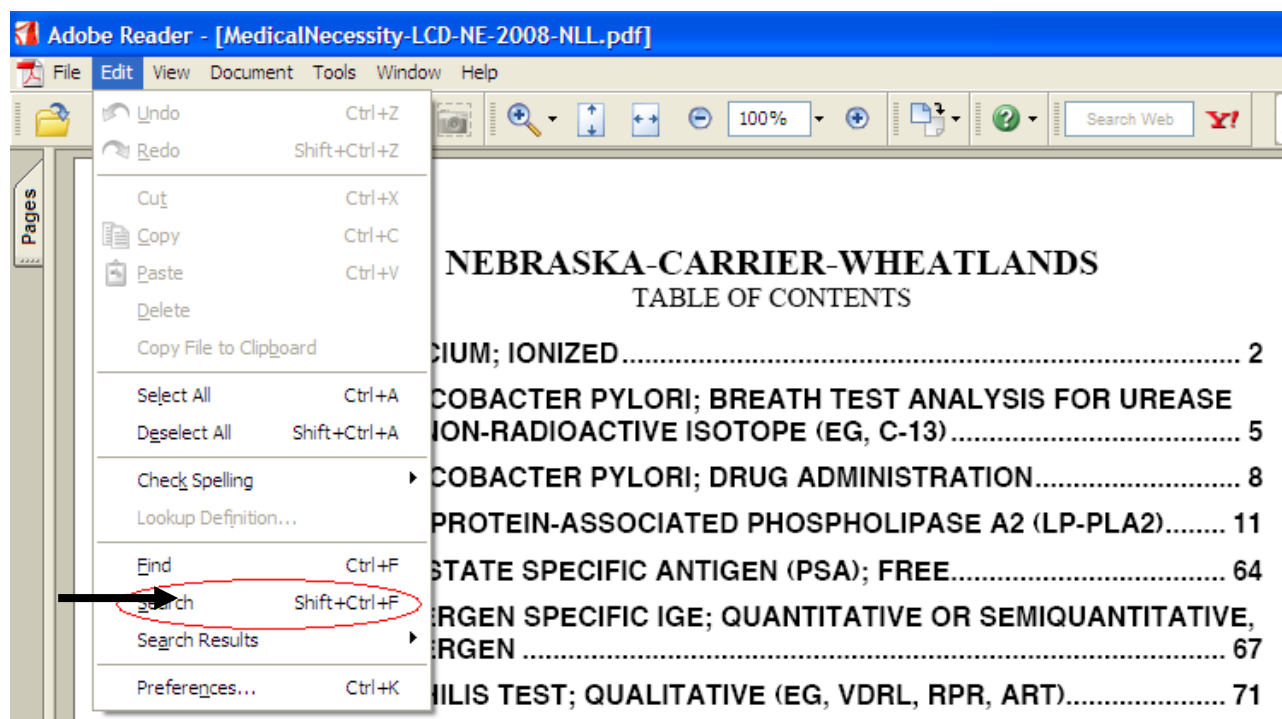 Adobe Reader - [MedicalNecessity-LCD-NE-2008-NLL.pdf]
File Edit View Document Tools Window Help
100% Search Web Y!
Pages
Undo Ctrl+Z
Redo Shift+Ctrl+Z
Cut Ctrl+X
Copy Ctrl+C
Paste Ctrl+V
Delete
Copy File to Clipboard
Select All Ctrl+A
Deselect All Shift+Ctrl+A
Check Spelling
Lookup Definition...
Find Ctrl+F
Search Shift+Ctrl+F
Search Results
Preferences... Ctrl+K
NEBRASKA-CARRIER-WHEATLANDS
TABLE OF CONTENTS
CIUM; IONIZED.................... 2
COBACTER PYLORI; BREATH TEST ANALYSIS FOR UREASE
NON-RADIOACTIVE ISOTOPE (EG, C-13).................... 5
COBACTER PYLORI; DRUG ADMINISTRATION.................... 8
PROTEIN-ASSOCIATED PHOSPHOLIPASE A2 (LP-PLA2)........ 11
STATE SPECIFIC ANTIGEN (PSA); FREE.................... 64
ERGEN SPECIFIC IGE; QUANTITATIVE OR SEMIQUANTITATIVE,
ERGEN .................... 67
HILIS TEST; QUALITATIVE (EG, VDRL, RPR, ART).................... 71